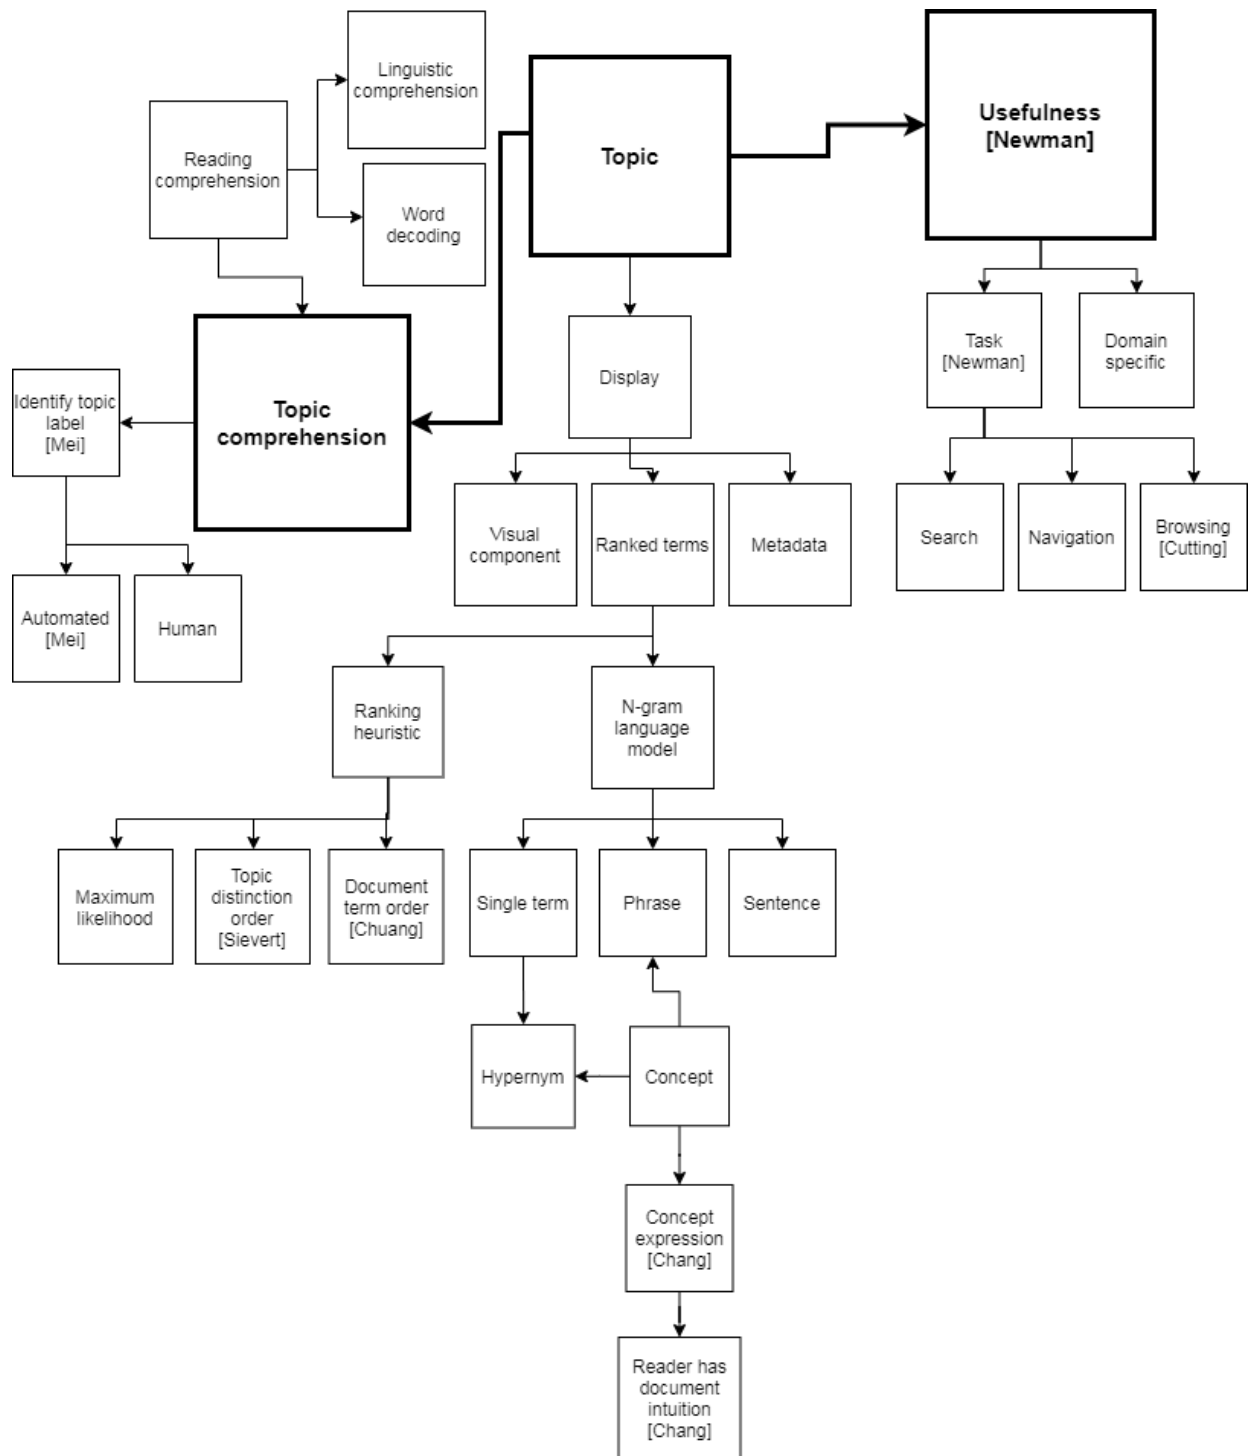 Linguistic
comprehension
Reading
comprehension
Word
decoding
Topic
Usefulness
[Newman]
Topic
comprehension
Identify topic
label
[Mei]
Automated
[Mei]
Human
Display
Task
[Newman]
Domain
specific
Visual
component
Ranked terms
Metadata
Search
Navigation
Browsing
[Cutting]
Ranking
heuristic
N-gram
language
model
Maximum
likelihood
Topic
distinction
order
[Sievert]
Document
term order
[Chuang]
Single term
Phrase
Sentence
Hypernym
Concept
Concept
expression
[Chang]
Reader has
document
intuition
[Chang]